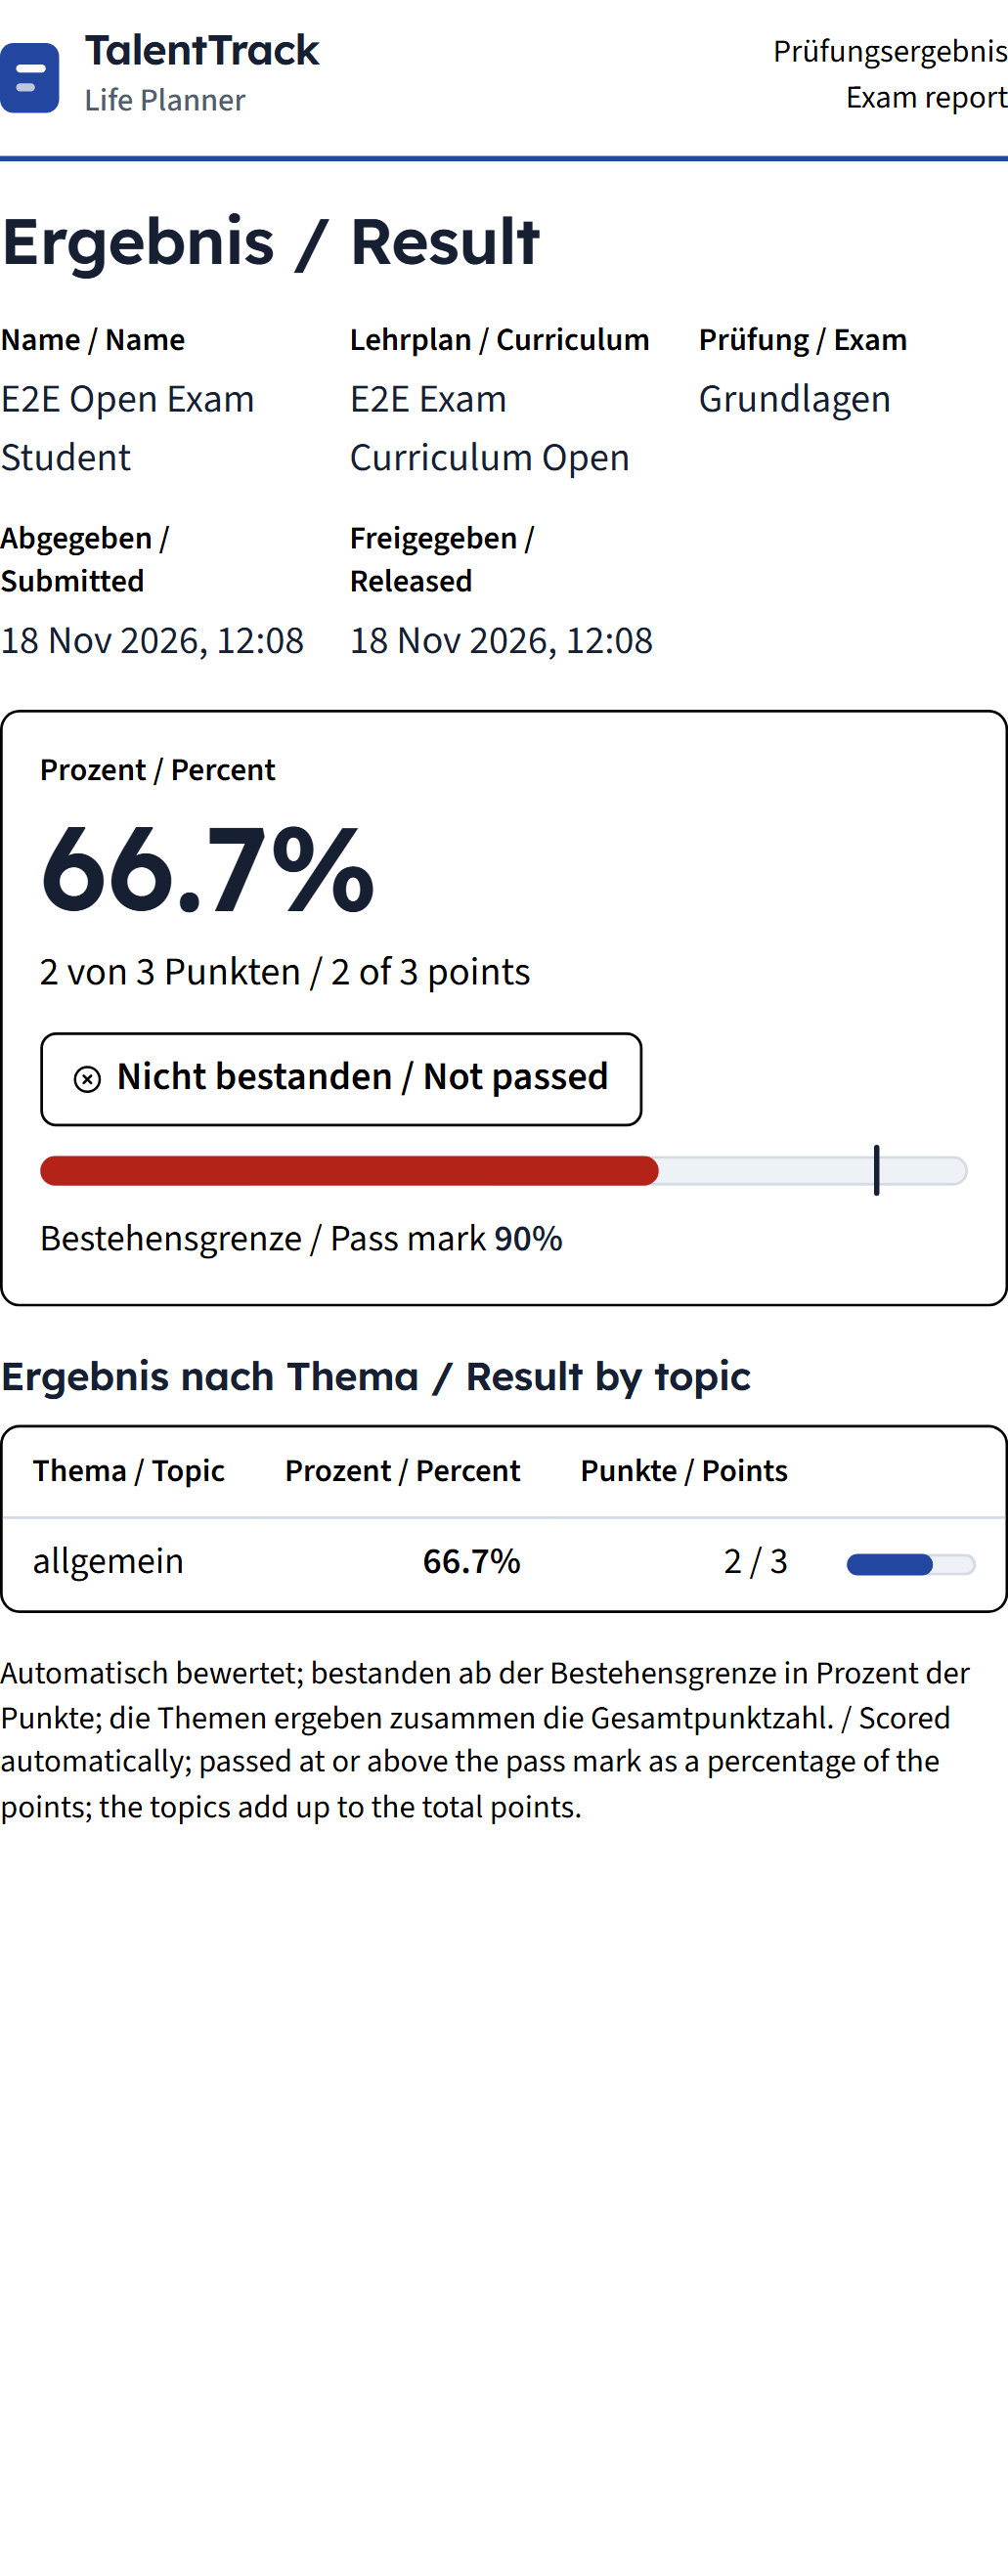 TalentTrack
Life Planner
Prüfungsergebnis
Exam report
Ergebnis / Result
Name / Name
E2E Open Exam
Student
Lehrplan / Curriculum
E2E Exam
Curriculum Open
Prüfung / Exam
Grundlagen
Abgegeben /
Submitted
18 Nov 2026, 12:08
Freigegeben /
Released
18 Nov 2026, 12:08
Prozent / Percent
66.7%
2 von 3 Punkten / 2 of 3 points
Nicht bestanden / Not passed
Bestehensgrenze / Pass mark 90%
Ergebnis nach Thema / Result by topic
Thema / Topic Prozent / Percent Punkte / Points
allgemein 66.7% 2 / 3
Automatisch bewertet; bestanden ab der Bestehensgrenze in Prozent der
Punkte; die Themen ergeben zusammen die Gesamtpunktzahl. / Scored
automatically; passed at or above the pass mark as a percentage of the
points; the topics add up to the total points.